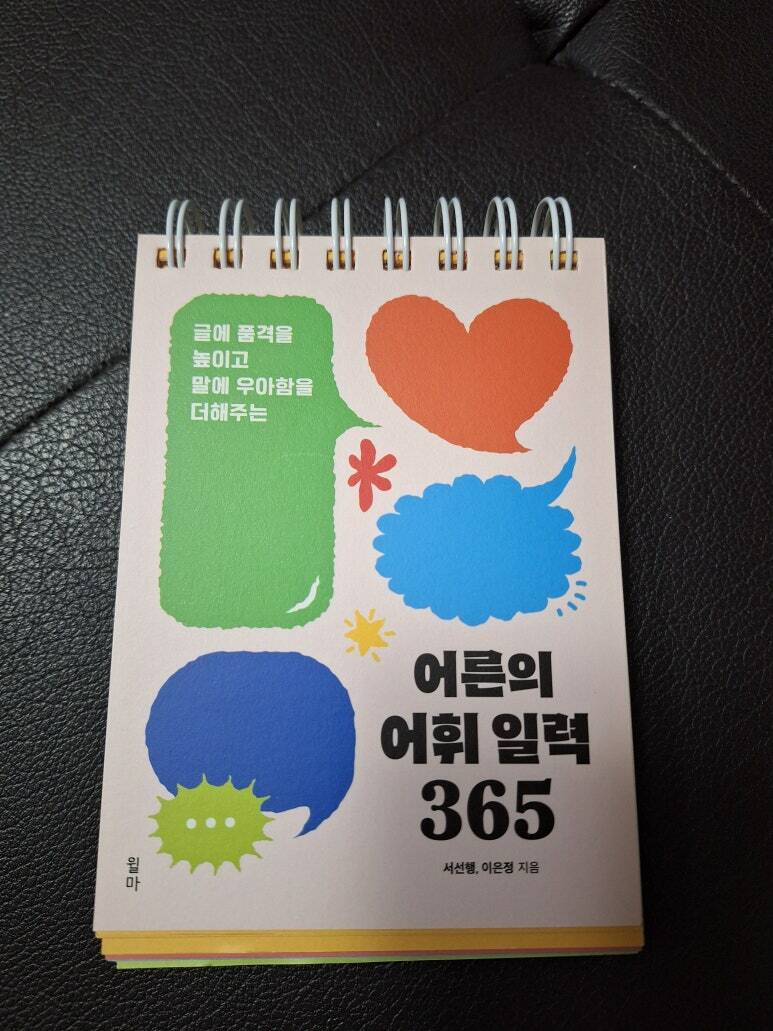 글에 품격을
높이고
말에 우아함을
더해주는
어른의
어휘 일력
365
서선행, 이은정 지음
윌
마